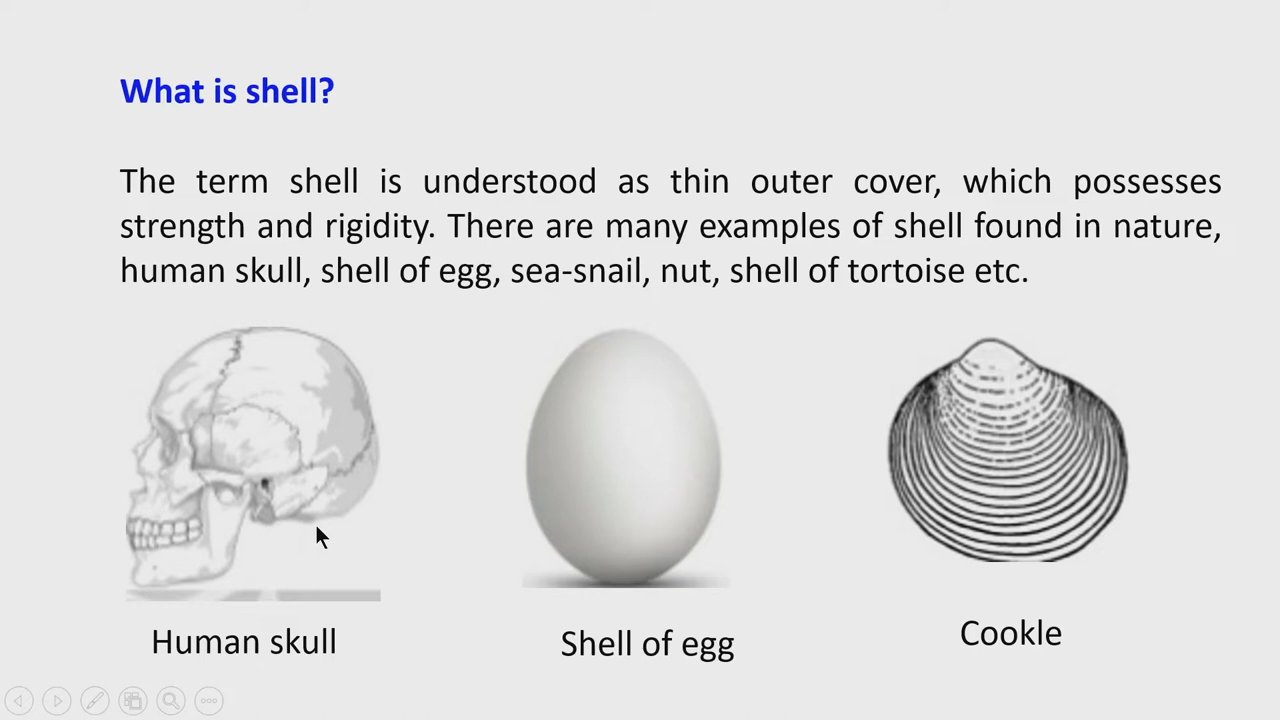 What is shell?
The term shell is understood as thin outer cover, which possesses
strength and rigidity. There are many examples of shell found in nature,
human skull, shell of egg, sea-snail, nut, shell of tortoise etc.
Human skull
Shell of egg
Cookle